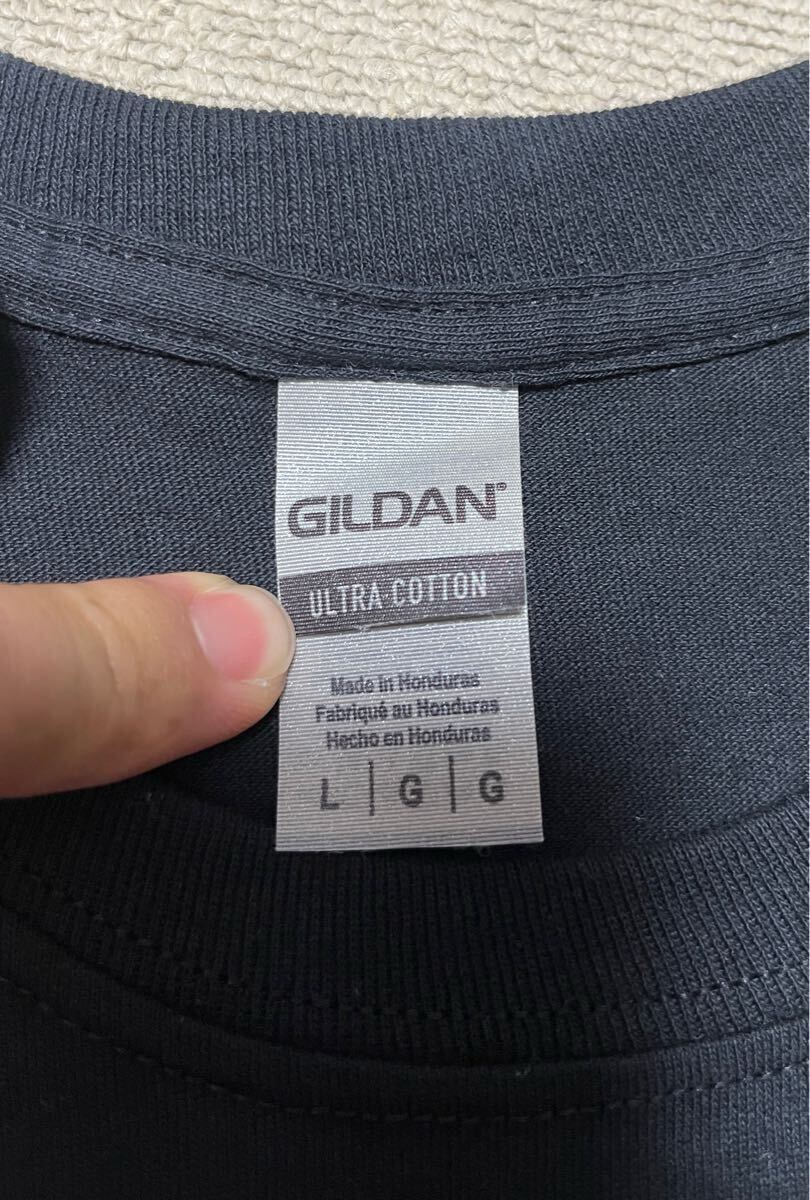 GILDAN®
ULTRA COTTON
Made in Honduras
Fabriqué au Honduras
Hecho en Honduras
L | G | G